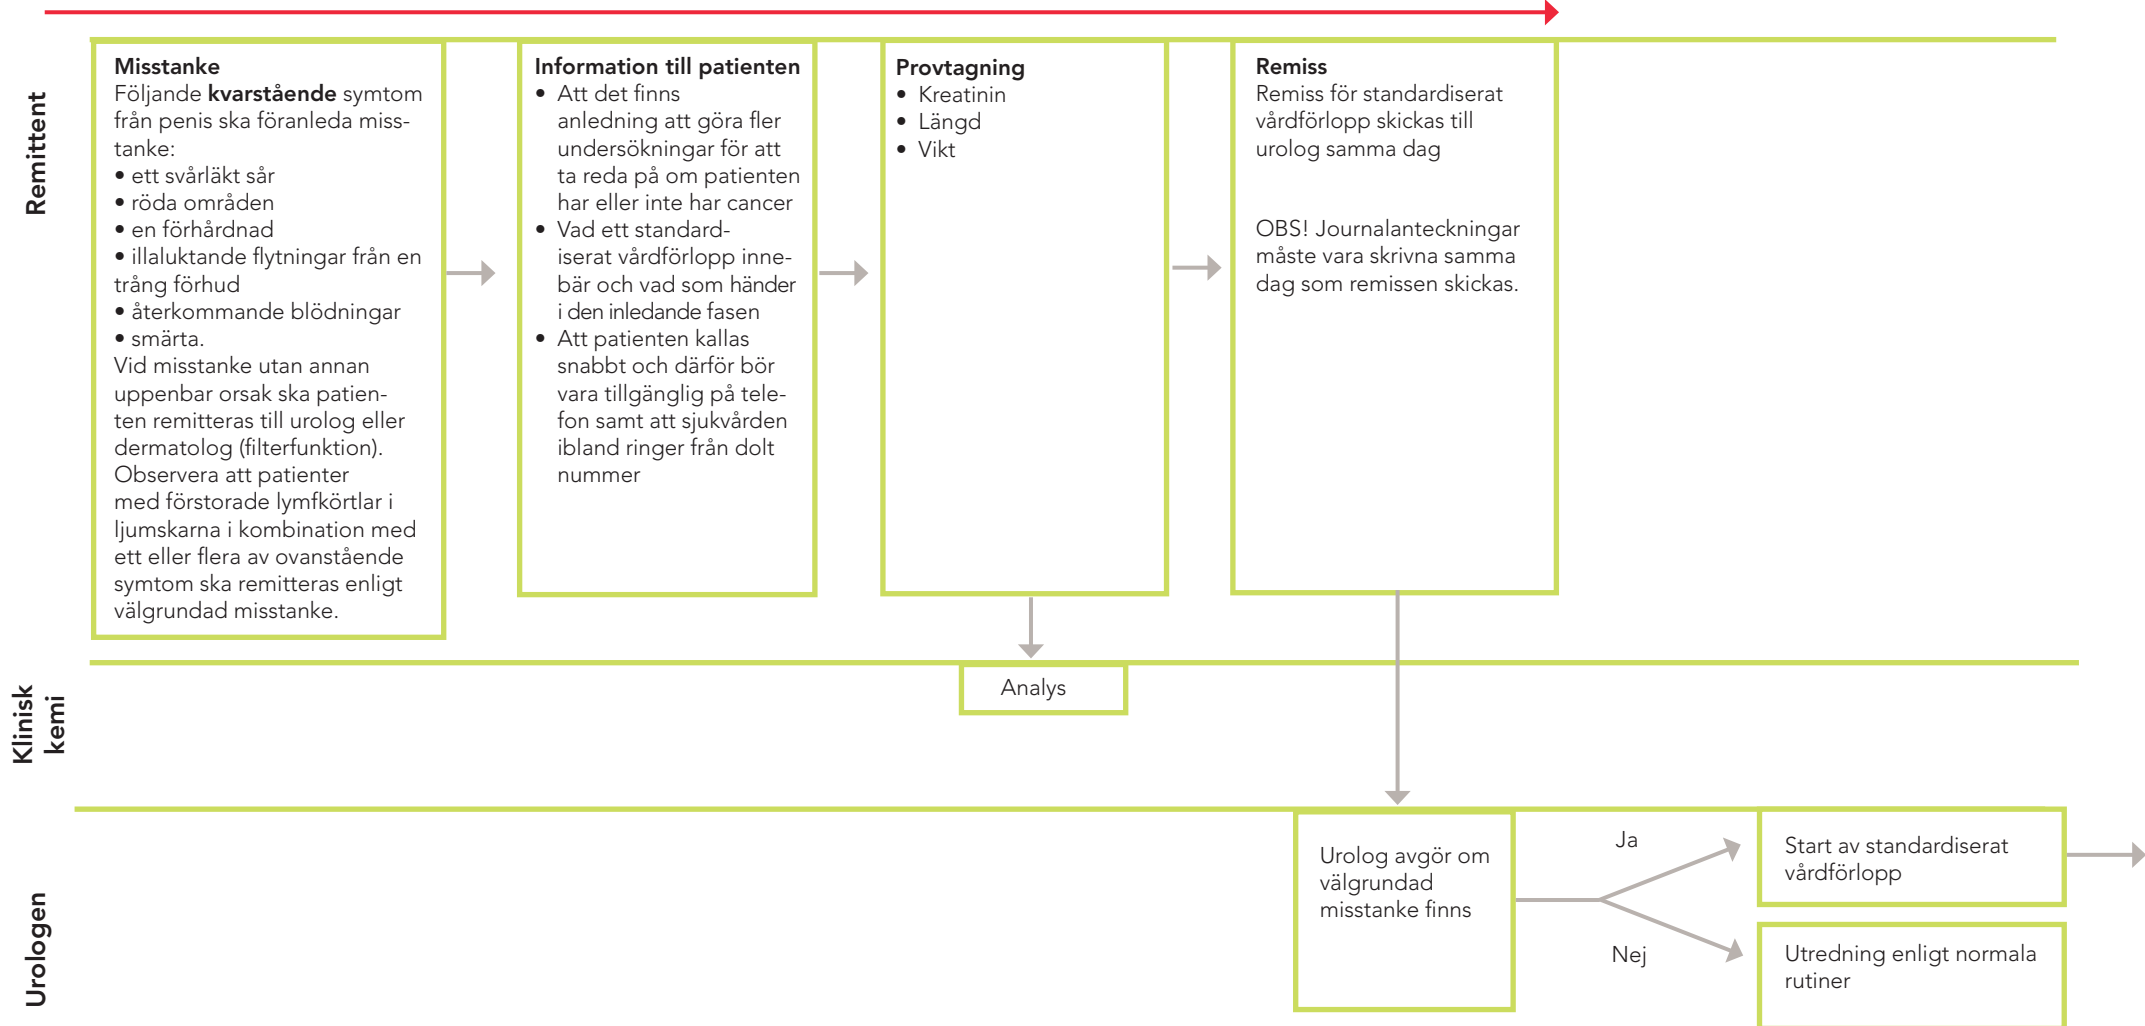 Remittent
Misstanke
Följande kvarstående symtom
från penis ska föranleda miss-
tanke:
• ett svårläkt sår
• röda områden
• en förhårdnad
• illaluktande flytningar från en
trång förhud
• återkommande blödningar
• smärta.
Vid misstanke utan annan
uppenbar orsak ska patien-
ten remitteras till urolog eller
dermatolog (filterfunktion).
Observera att patienter
med förstorade lymfkörtlar i
ljumskarna i kombination med
ett eller flera av ovanstående
symtom ska remitteras enligt
välgrundad misstanke.
Information till patienten
• Att det finns
anledning att göra fler
undersökningar för att
ta reda på om patienten
har eller inte har cancer
• Vad ett standard-
iserat vårdförlopp inne-
bär och vad som händer
i den inledande fasen
• Att patienten kallas
snabbt och därför bör
vara tillgänglig på tele-
fon samt att sjukvården
ibland ringer från dolt
nummer
Provtagning
• Kreatinin
• Längd
• Vikt
Remiss
Remiss för standardiserat
vårdförlopp skickas till
urolog samma dag
OBS! Journalanteckningar
måste vara skrivna samma
dag som remissen skickas.
Klinisk
kemi
Analys
Urologen
Urolog avgör om
välgrundad
misstanke finns
Ja
Start av standardiserat
vårdförlopp
Nej
Utredning enligt normala
rutiner